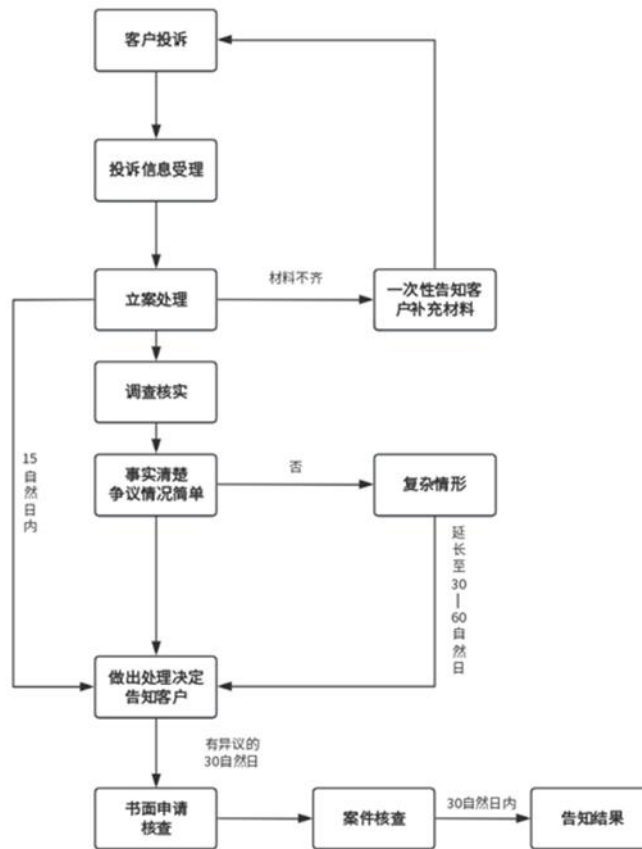 客户投诉
投诉信息受理
立案处理
材料不齐
一次性告知客
户补充材料
调查核实
15
自
然
日
内
事实清楚
争议情况简单
否
复杂情形
延
长
至
30
|
60
自
然
日
做出处理决定
告知客户
有异议的
30自然日
书面申请
核查
案件核查
30自然日内
告知结果